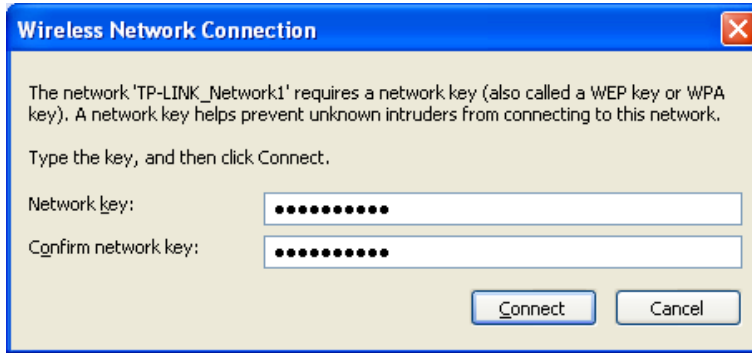 Wireless Network Connection
The network 'TP-LINK_Network1' requires a network key (also called a WEP key or WPA
key). A network key helps prevent unknown intruders from connecting to this network.
Type the key, and then click Connect.
Network key: ●●●●●●●●●●
Confirm network key: ●●●●●●●●●●
Connect Cancel